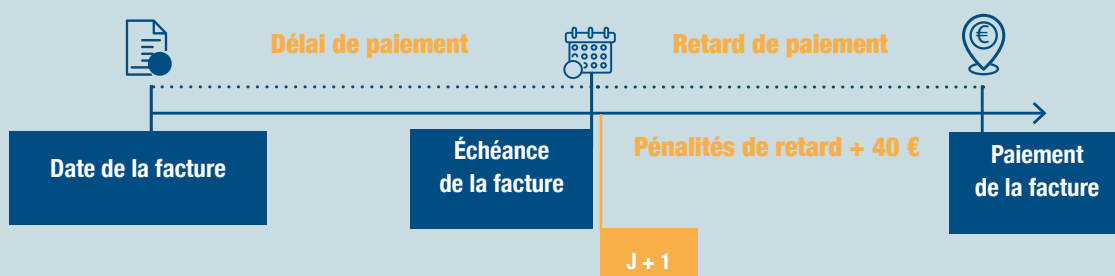 Délai de paiement
Retard de paiement
€
Date de la facture
Échéance
de la facture
Pénalités de retard + 40 €
Paiement
de la facture
J + 1